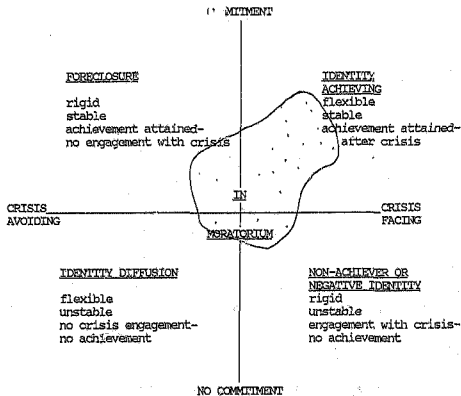 MITMENT
FORECLOSURE
rigid
stable
achievement attained-
no engagement with crisis
IDENTITY
ACHIEVING
flexible
stable
achievement attained-
after crisis
IN
CRISIS
AVOIDING
CRISIS
FACING
MORATORIUM
IDENTITY DIFFUSION
flexible
unstable
no crisis engagement-
no achievement
NON-ACHIEVER OR
NEGATIVE IDENTITY
rigid
unstable
engagement with crisis-
no achievement
NO COMMITMENT